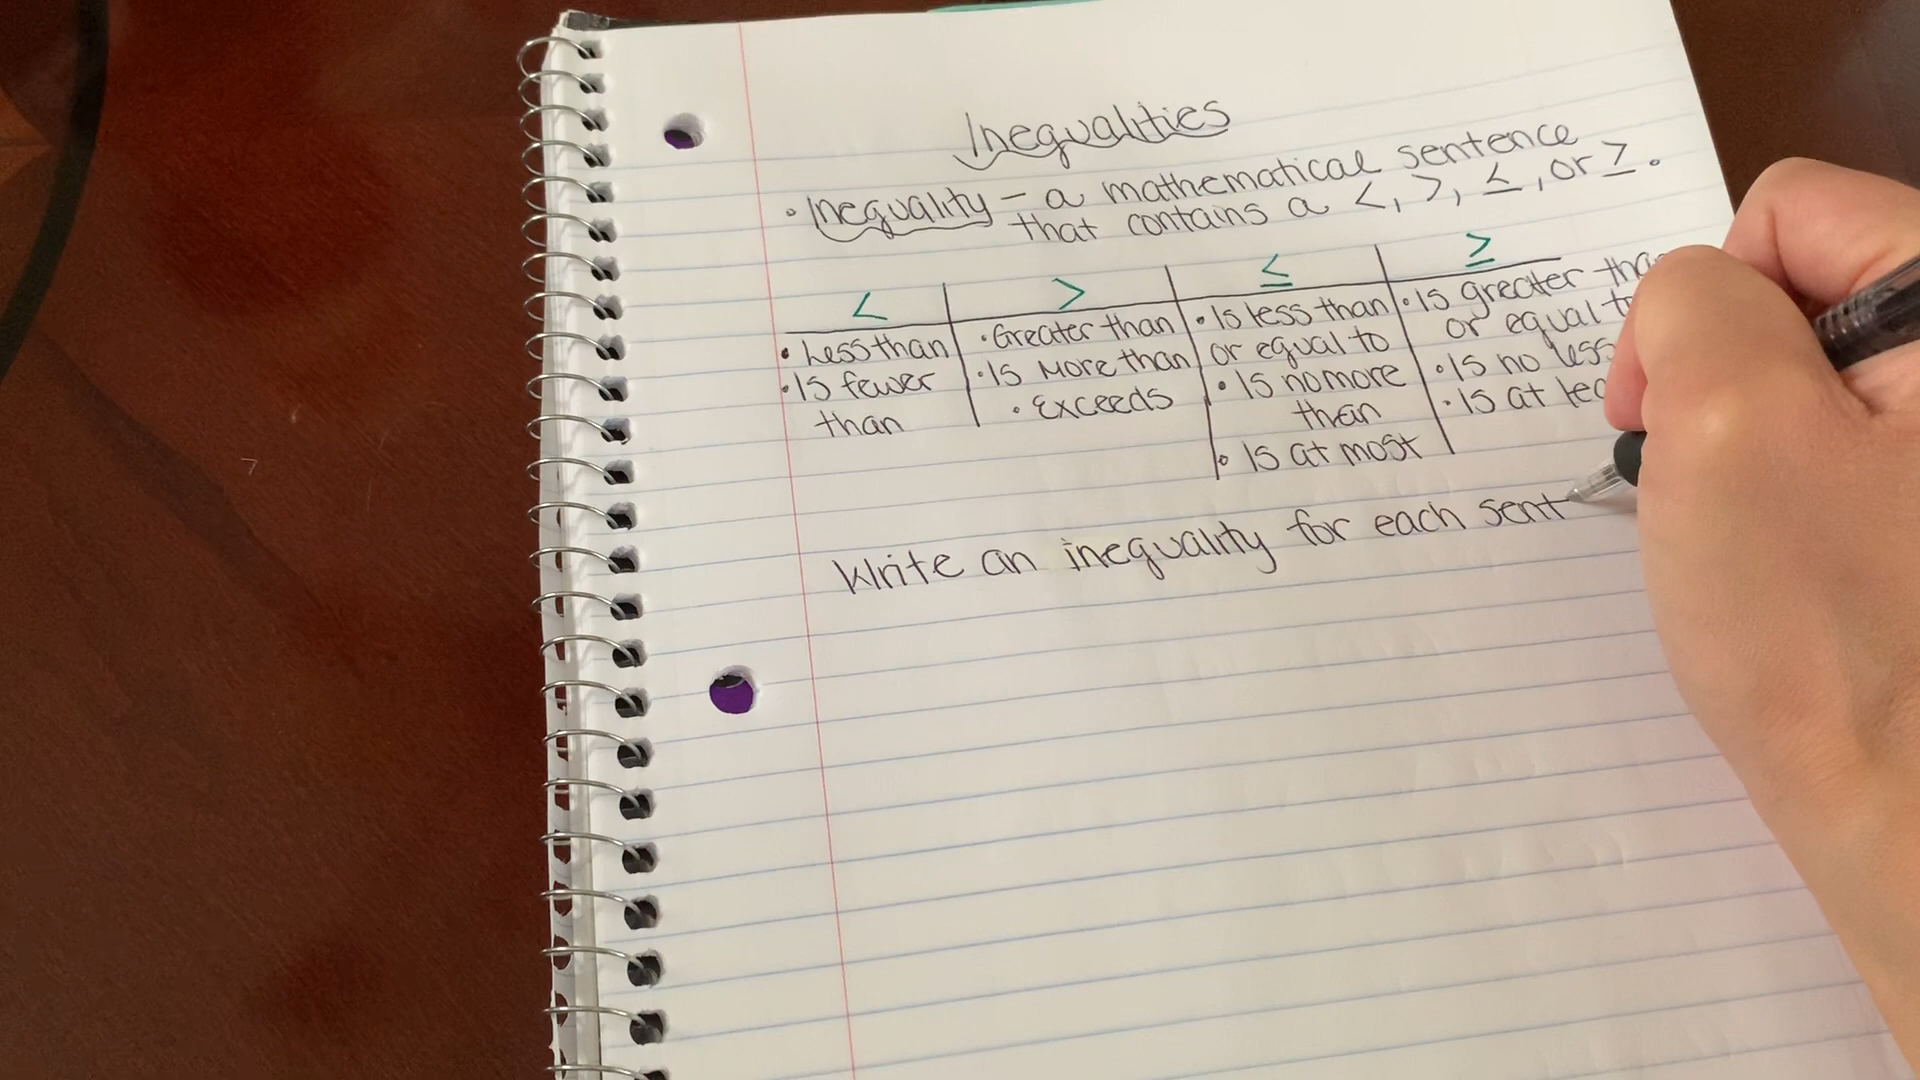 Inequalities
• Inequality - a mathematical sentence
that contains a <, >, ≤, or ≥.
< > ≤ ≥
• Less than
• Is fewer
than
• Greater than
• Is more than
• Exceeds
• Is less than
or equal to
• Is no more
than
• Is at most
• Is greater
or equal
• Is no less
• Is at
Write an inequality for each sent